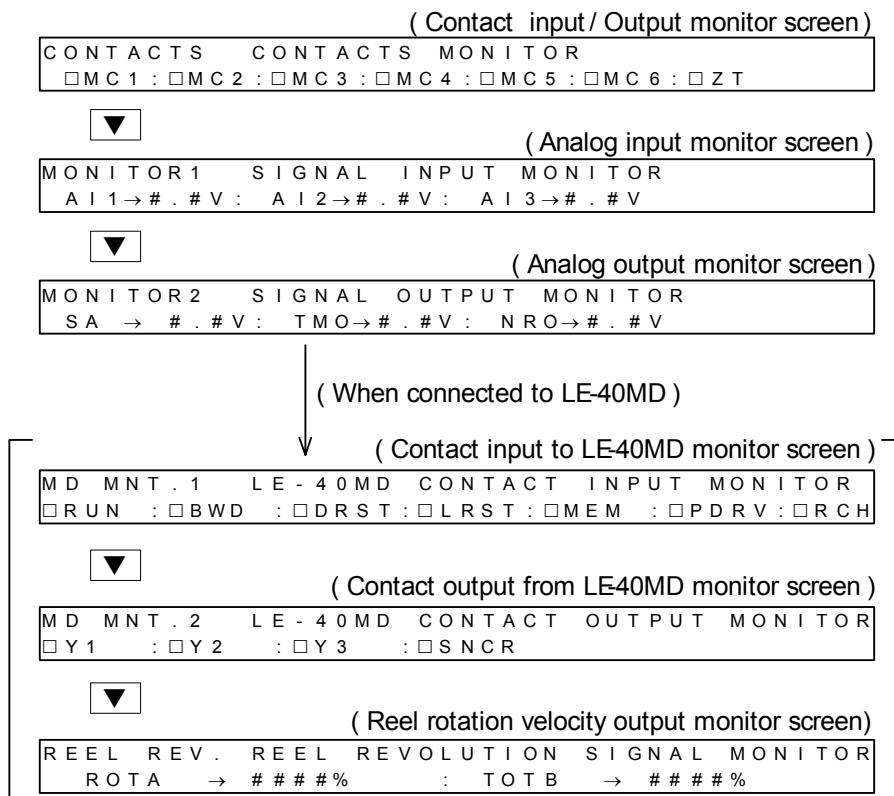 ( Contact input / Output monitor screen )
CONTACTS CONTACTS MONITOR
□MC1 : □MC2 : □MC3 : □MC4 : □MC5 : □MC6 : □ZT
▼
( Analog input monitor screen )
MONITOR1 SIGNAL INPUT MONITOR
AI1→#.#V : AI2→#.#V : AI3→#.#V
▼
( Analog output monitor screen )
MONITOR2 SIGNAL OUTPUT MONITOR
SA → #.#V : TMO→#.#V : NRO→#.#V
( When connected to LE-40MD )
( Contact input to LE-40MD monitor screen )
MD MNT.1 LE-40MD CONTACT INPUT MONITOR
□RUN : □BWD : □DRST : □LRST : □MEM : □PDRV : □RCH
▼
( Contact output from LE-40MD monitor screen )
MD MNT.2 LE-40MD CONTACT OUTPUT MONITOR
□Y1 : □Y2 : □Y3 : □SNCR
▼
( Reel rotation velocity output monitor screen )
REEL REV. REEL REVOLUTION SIGNAL MONITOR
ROTA → ####% : TOTB → ####%